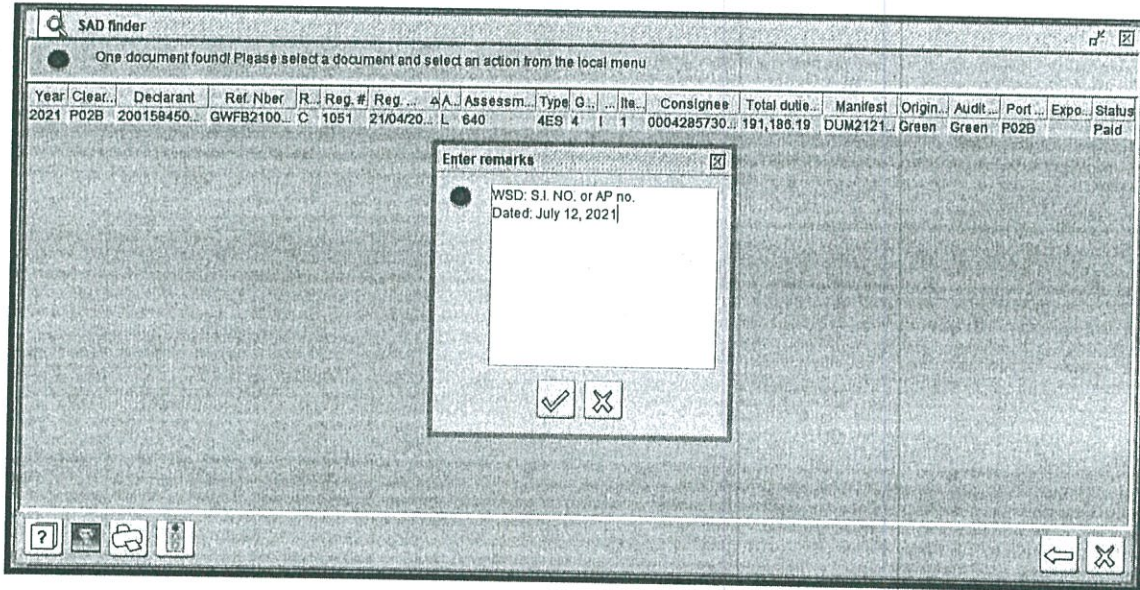 SAD finder
One document found! Please select a document and select an action from the local menu
Year Clear... Declarant Ref. Nber R... Reg. # Reg. ... A... Assessm... Type G... ... Ite... Consignee Total dutie... Manifest Origin... Audit ... Port ... Expo... Status
2021 P02B 200158450... GWFB2100... C 1051 21/04/20... L 640 4ES 4 I 1 0004285730... 191,186.19 DUM2121... Green Green P02B Paid
Enter remarks
WSD: S.I. NO. or AP no.
Dated: July 12, 2021
?